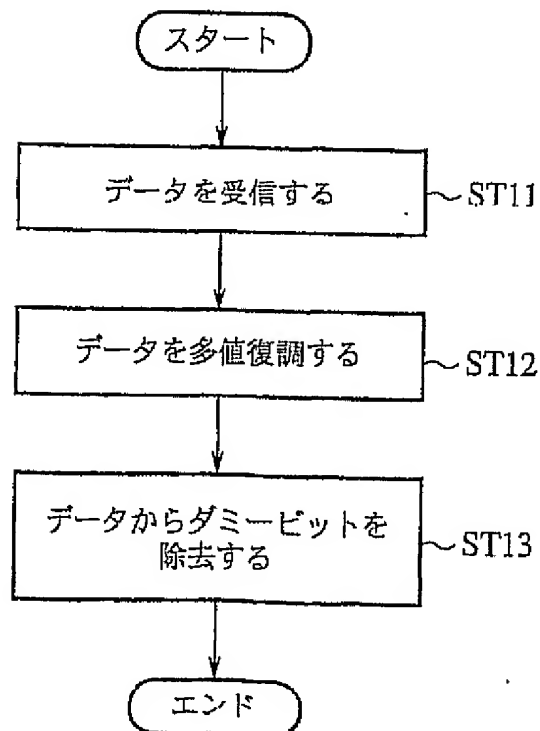 スタート
データを受信する
ST11
データを多値復調する
ST12
データからダミービットを
除去する
ST13
エンド